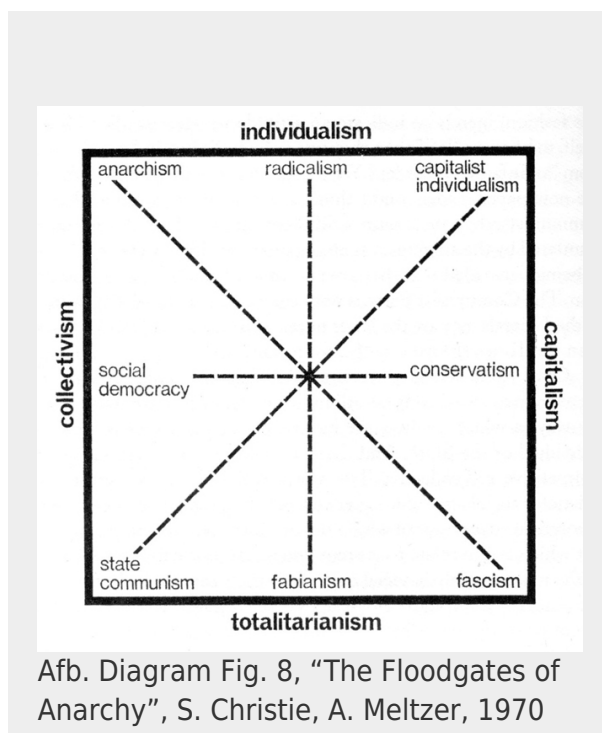 individualism
anarchism
radicalism
capitalist
individualism
collectivism
social
democracy
conservatism
capitalism
state
communism
fabianism
fascism
totalitarianism
Afb. Diagram Fig. 8, “The Floodgates of
Anarchy”, S. Christie, A. Meltzer, 1970